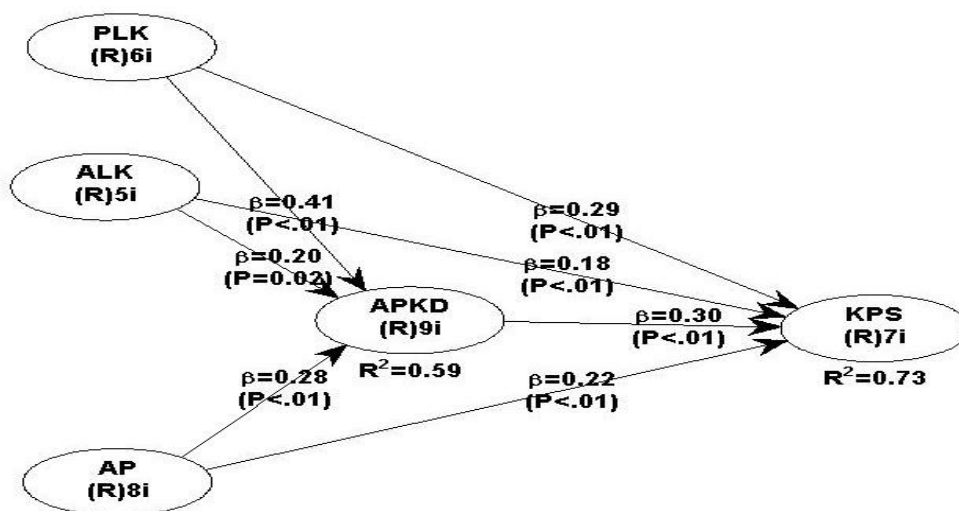 PLK
(R)6i
ALK
(R)5i
β=0.41
(P<.01)
β=0.29
(P<.01)
β=0.20
(P=0.02)
β=0.18
(P<.01)
APKD
(R)9i
R²=0.59
β=0.30
(P<.01)
KPS
(R)7i
R²=0.73
β=0.28
(P<.01)
β=0.22
(P<.01)
AP
(R)8i